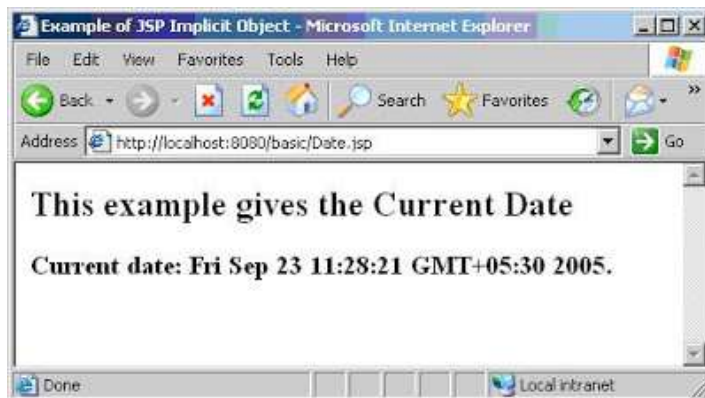 Example of JSP Implicit Object - Microsoft Internet Explorer
File Edit View Favorites Tools Help
Back Search Favorites »
Address http://localhost:8080/basic/Date.jsp Go
This example gives the Current Date
Current date: Fri Sep 23 11:28:21 GMT+05:30 2005.
Done Local intranet